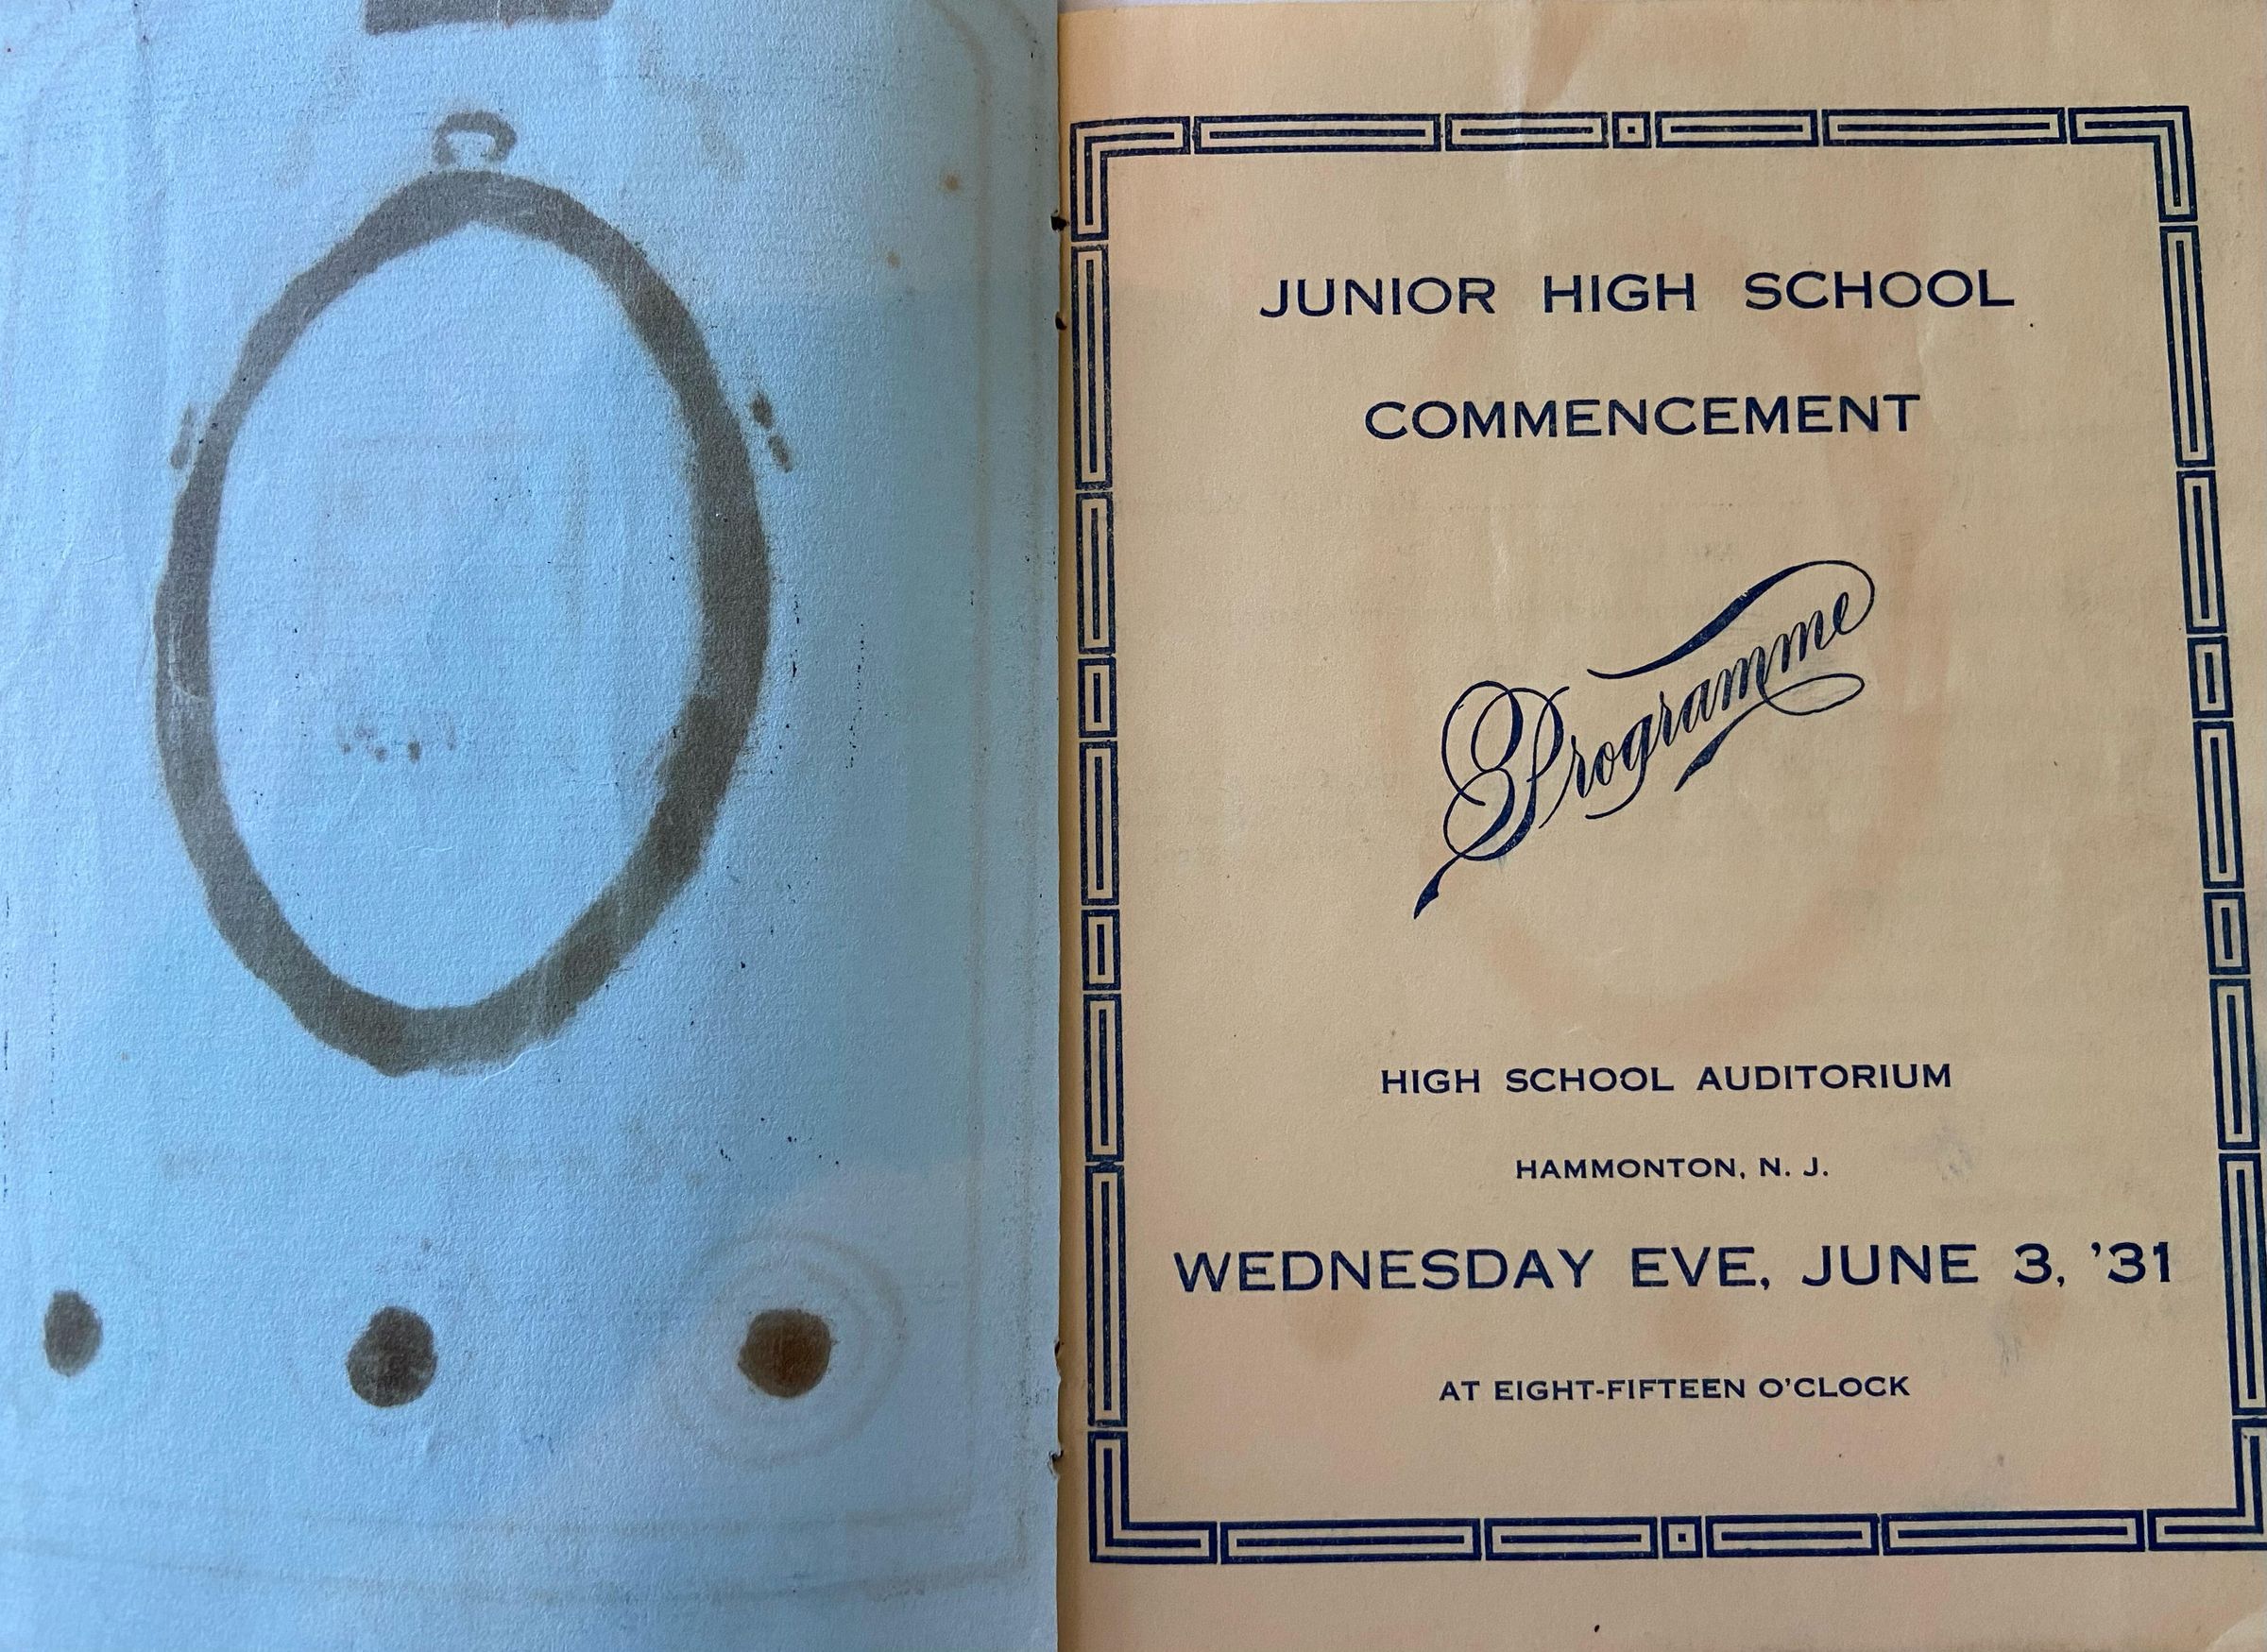 JUNIOR HIGH SCHOOL
COMMENCEMENT
Programme
HIGH SCHOOL AUDITORIUM
HAMMONTON, N. J.
WEDNESDAY EVE, JUNE 3, '31
AT EIGHT-FIFTEEN O'CLOCK